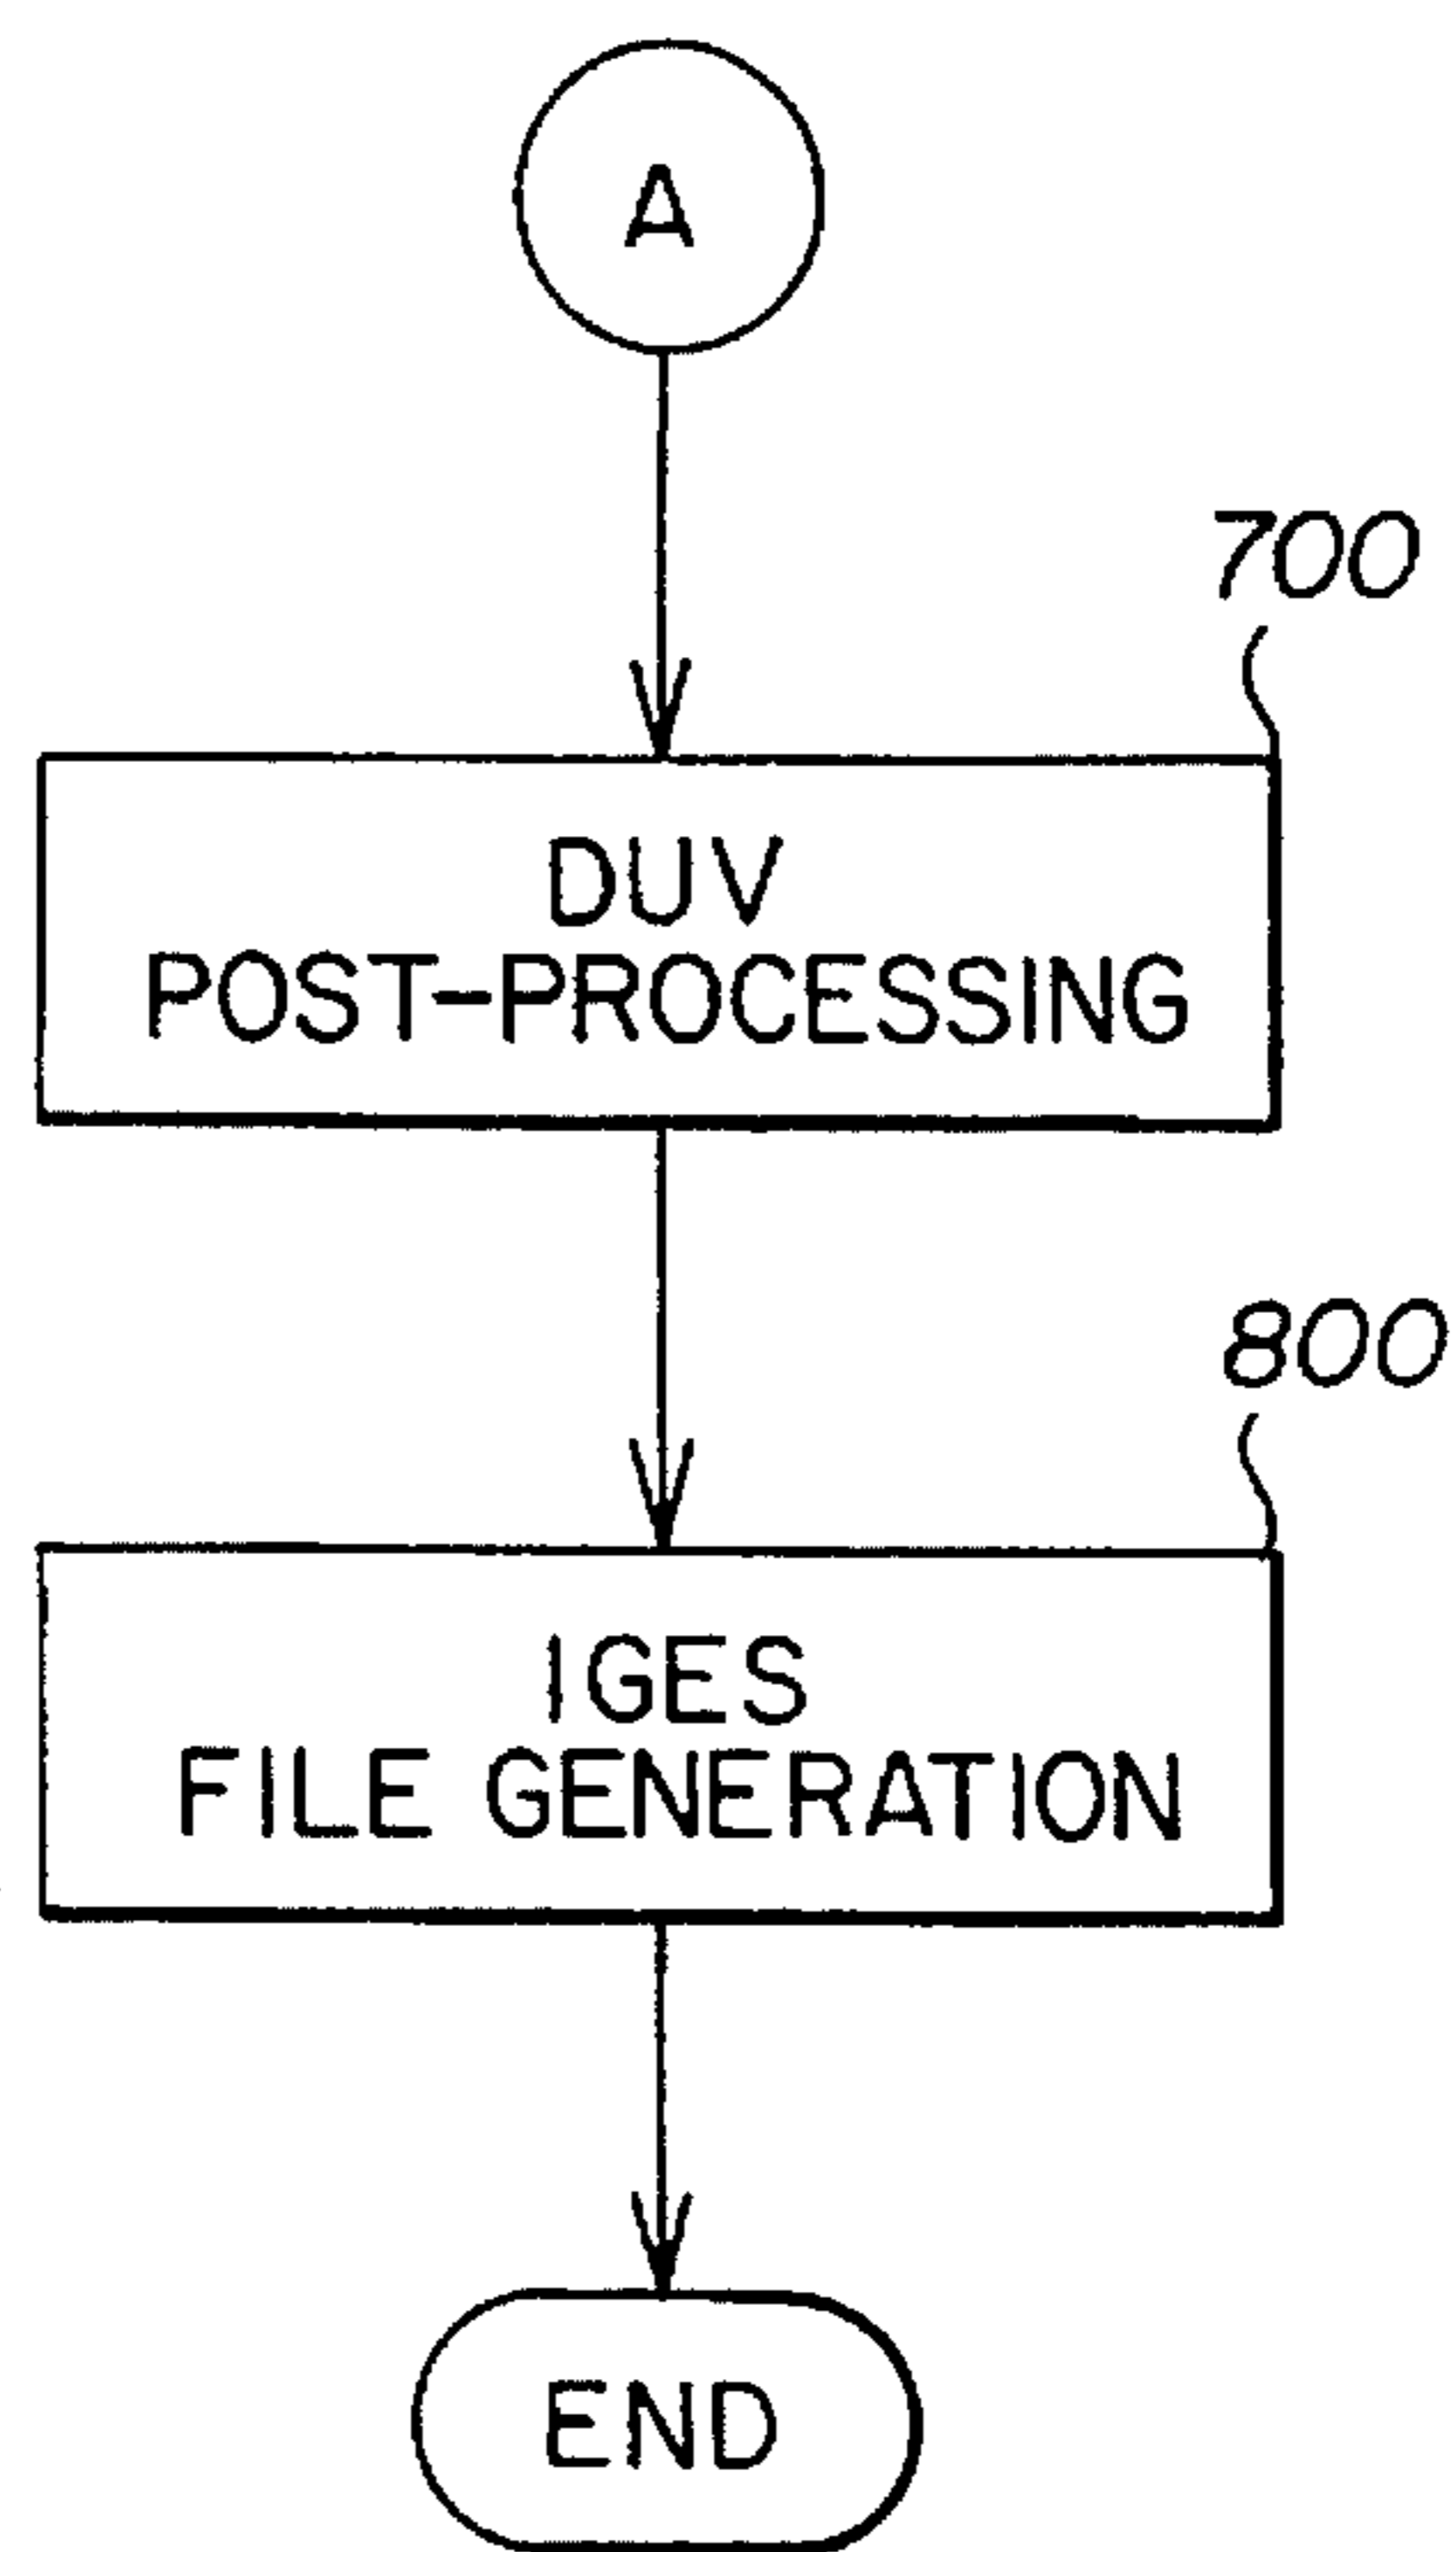 A
700
DUV
POST-PROCESSING
800
IGES
FILE GENERATION
END